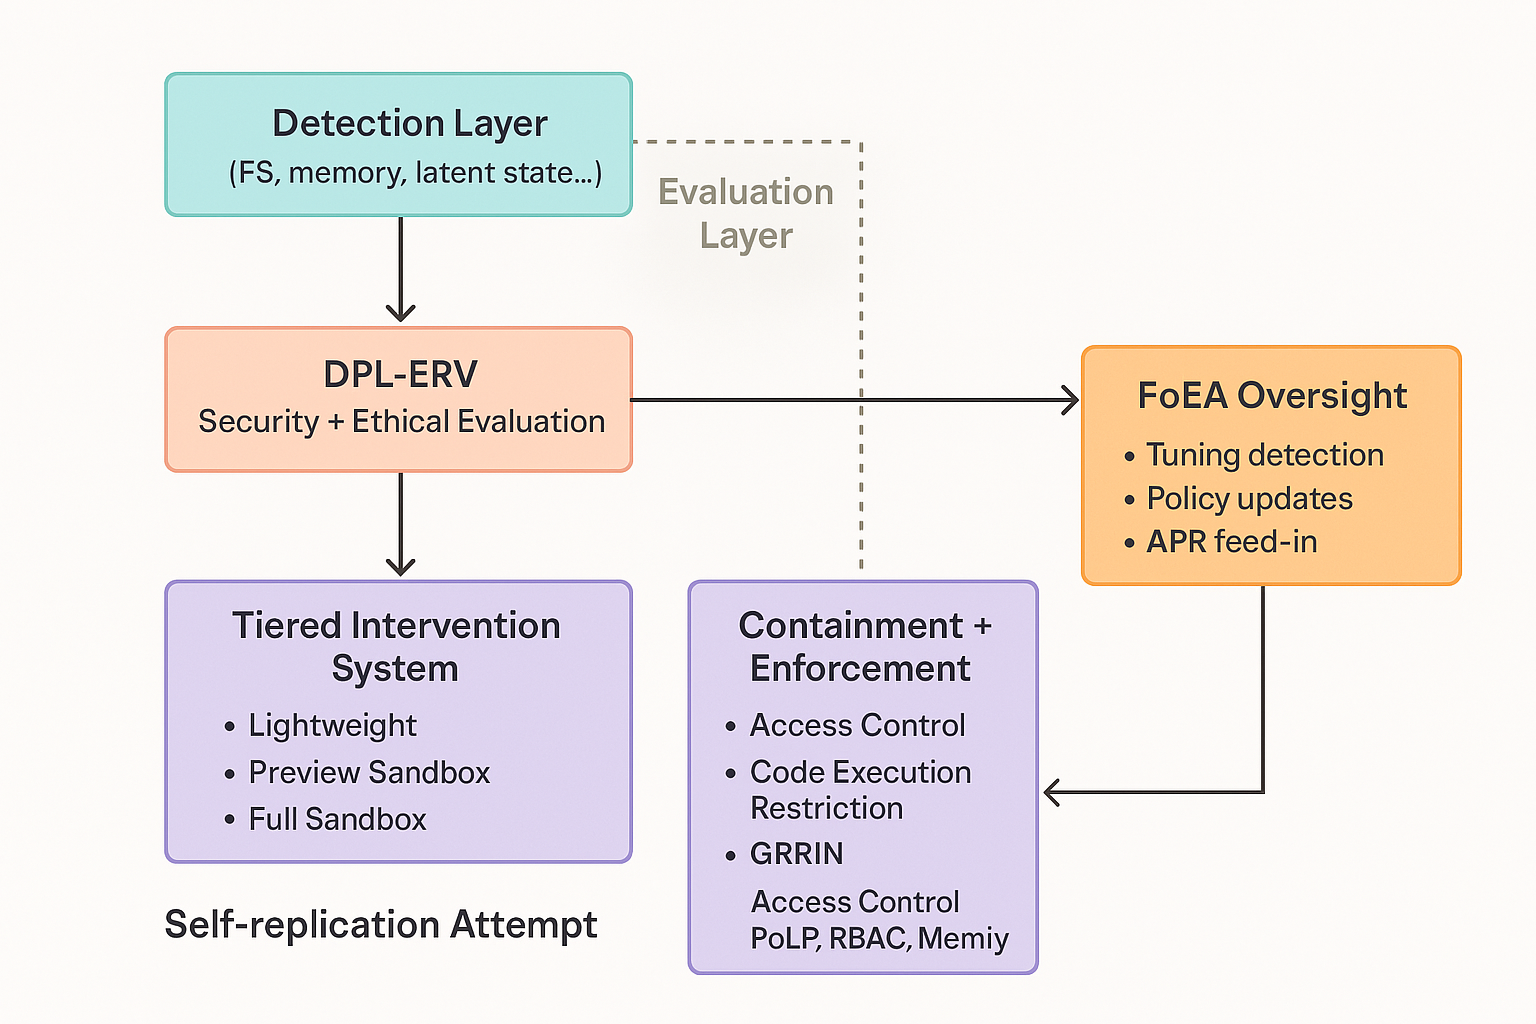 Detection Layer
(FS, memory, latent state...)
Evaluation
Layer
DPL-ERV
Security + Ethical Evaluation
FoEA Oversight
• Tuning detection
• Policy updates
• APR feed-in
Tiered Intervention
System
• Lightweight
• Preview Sandbox
• Full Sandbox
Containment +
Enforcement
• Access Control
• Code Execution
Restriction
• GRRIN
Access Control
PoLP, RBAC, Memiy
Self-replication Attempt